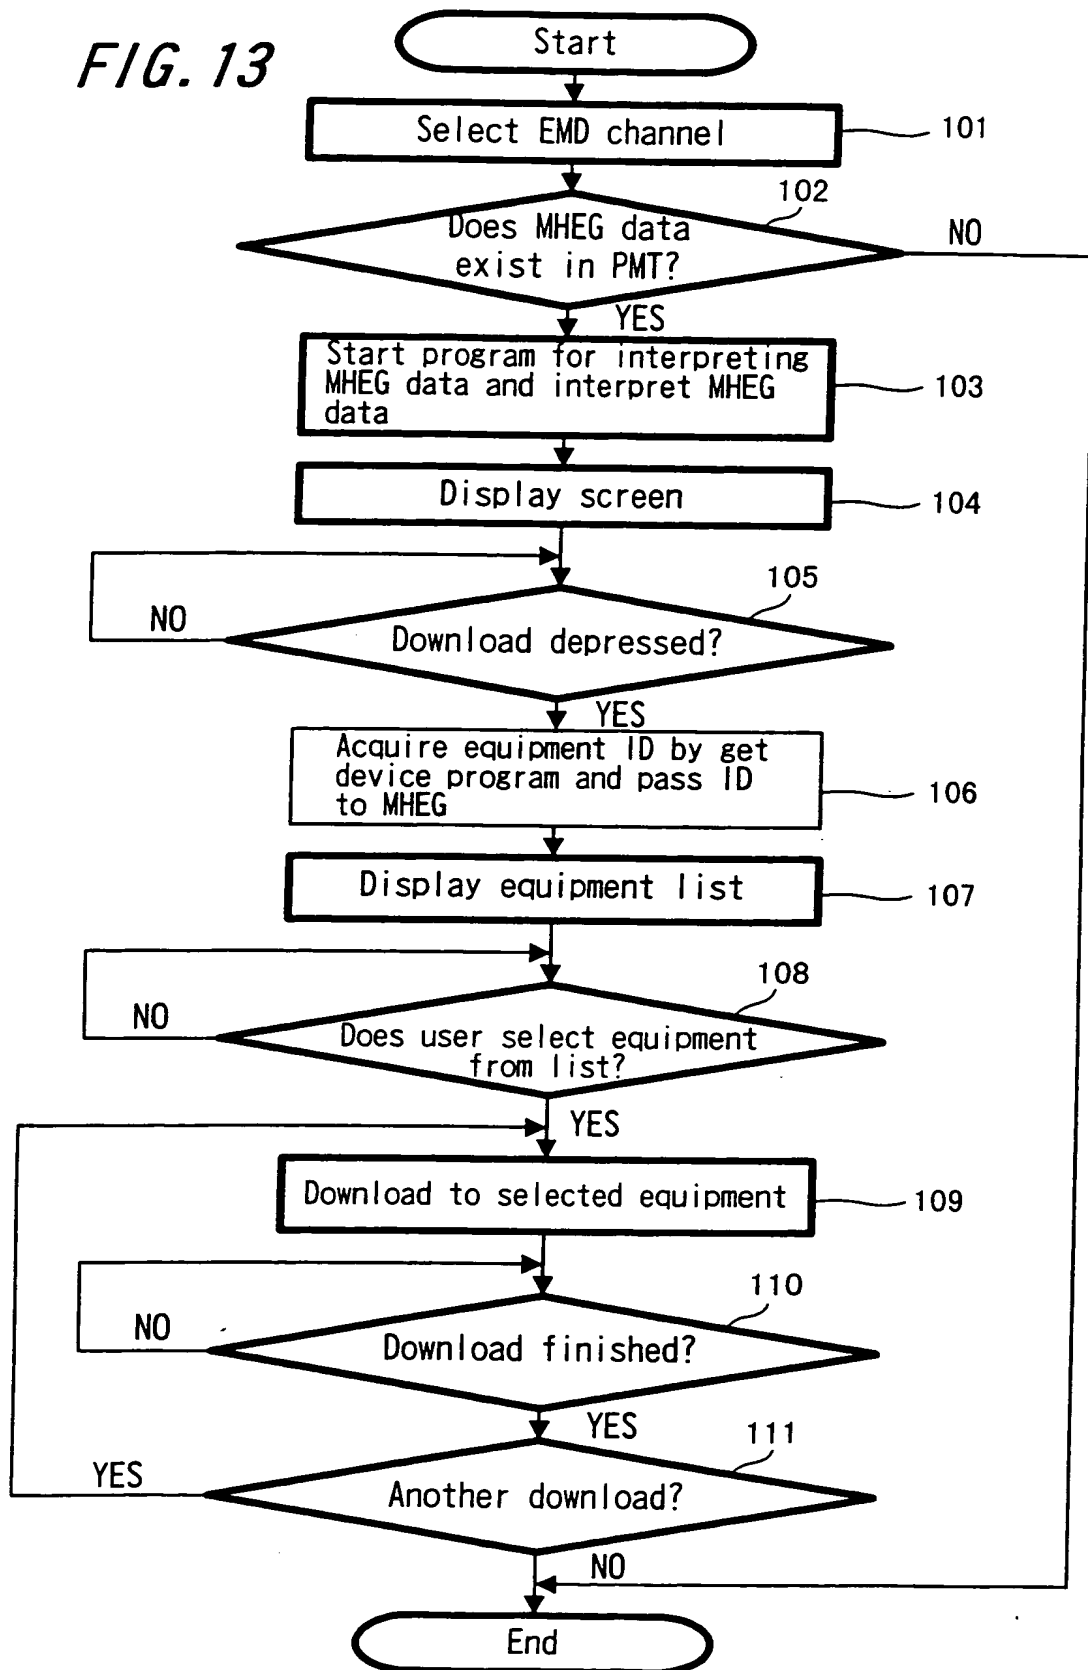 FIG. 13
Start
Select EMD channel
101
102
Does MHEG data
exist in PMT?
NO
YES
Start program for interpreting
MHEG data and interpret MHEG
data
103
Display screen
104
105
NO
Download depressed?
YES
Acquire equipment ID by get
device program and pass ID
to MHEG
106
Display equipment list
107
108
NO
Does user select equipment
from list?
YES
Download to selected equipment
109
110
NO
Download finished?
YES
111
YES
Another download?
NO
End